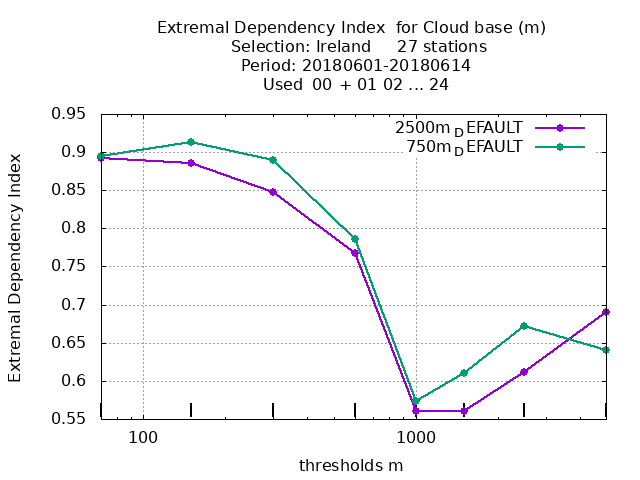 Extremal Dependency Index for Cloud base (m)
Selection: Ireland 27 stations
Period: 20180601-20180614
Used 00 + 01 02 ... 24
0.95
0.9
0.85
0.8
0.75
0.7
0.65
0.6
0.55
Extremal Dependency Index
2500m_DEFAULT
750m_DEFAULT
100
1000
thresholds m